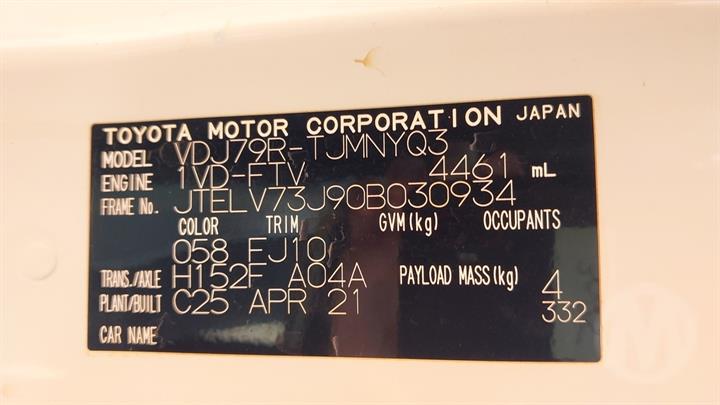 TOYOTA MOTOR CORPORATION JAPAN
MODEL VDJ79R-TJMNYQ3
ENGINE 1VD-FTV 4461 mL
FRAME No. JTELV73J90B030934
COLOR TRIM GVM(kg) OCCUPANTS
058 FJ10
TRANS./AXLE H152F A04A PAYLOAD MASS(kg) 4
PLANT/BUILT C25 APR 21 332
CAR NAME
M